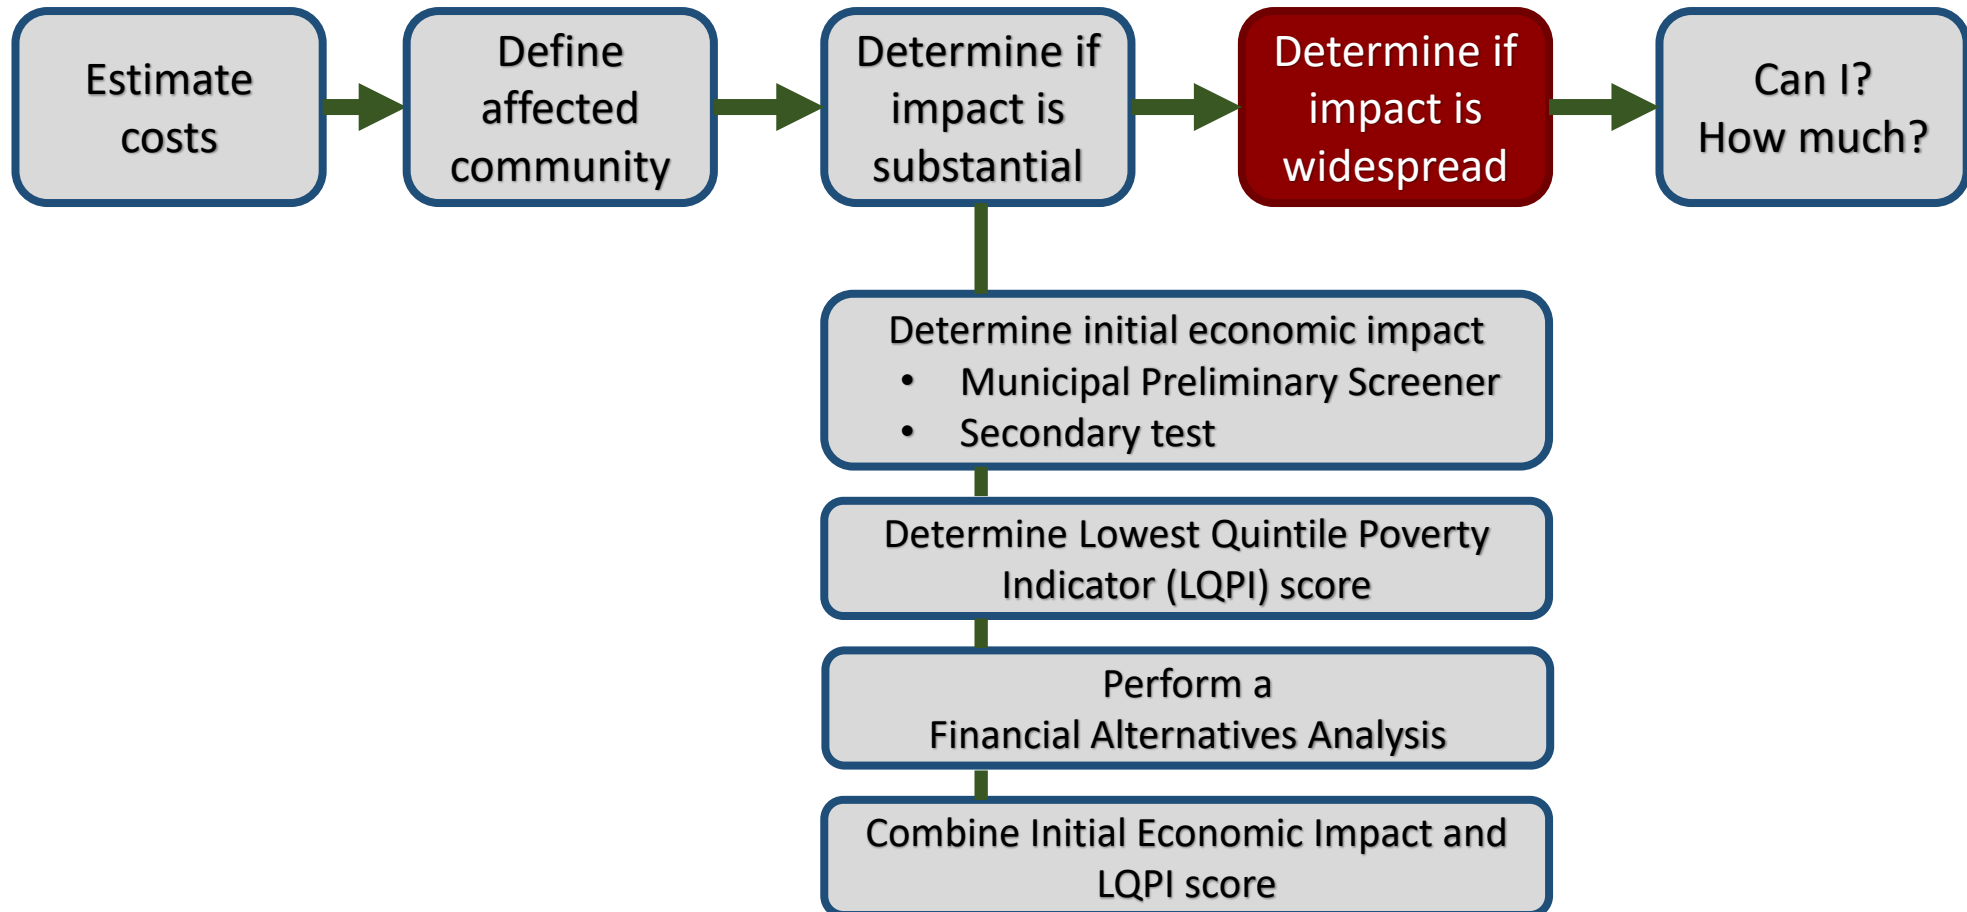 Estimate
costs
Define
affected
community
Determine if
impact is
substantial
Determine if
impact is
widespread
Can I?
How much?
Determine initial economic impact
• Municipal Preliminary Screener
• Secondary test
Determine Lowest Quintile Poverty
Indicator (LQPI) score
Perform a
Financial Alternatives Analysis
Combine Initial Economic Impact and
LQPI score